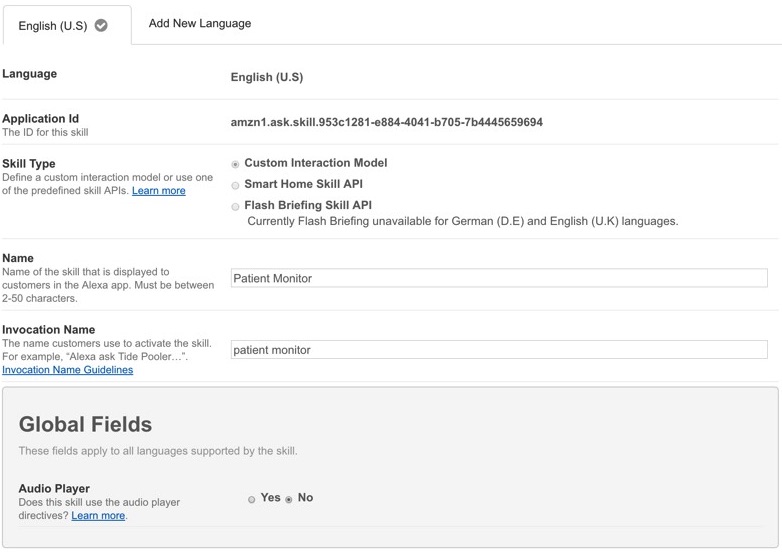 English (U.S)
Add New Language
Language
English (U.S)
Application Id
The ID for this skill
amzn1.ask.skill.953c1281-e884-4041-b705-7b4445659694
Skill Type
Define a custom interaction model or use one
of the predefined skill APIs. Learn more
Custom Interaction Model
Smart Home Skill API
Flash Briefing Skill API
Currently Flash Briefing unavailable for German (D.E) and English (U.K) languages.
Name
Name of the skill that is displayed to
customers in the Alexa app. Must be between
2-50 characters.
Patient Monitor
Invocation Name
The name customers use to activate the skill.
For example, “Alexa ask Tide Pooler…”.
Invocation Name Guidelines
patient monitor
Global Fields
These fields apply to all languages supported by the skill.
Audio Player
Does this skill use the audio player
directives? Learn more.
Yes No